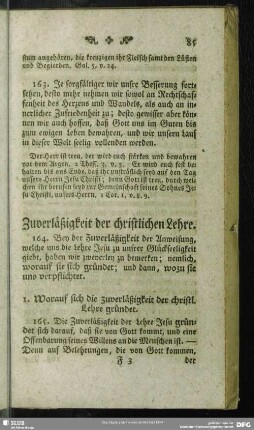 85
stum angehören, die kreuzigen ihr Fleisch samt den Lüsten
und Begierden. Gal. 5, v. 24.
163. Je sorgfältiger wir unsre Besserung fort
setzen, desto mehr nehmen wir sowol an Rechtschaf-
fenheit des Herzens und Wandels, als auch an in-
nerlicher Zufriedenheit zu; desto gewisser aber kön-
nen wir auch hoffen, daß Gott uns im Guten bis
zum ewigen Leben bewahren, und wir unsern lauf
in dieser Welt seelig vollenden werden.
Der Herr ist treu, der wird euch stärken und bewahren
vor dem Argen. 2 Thess. 3. v. 3. Er wird euch fest be-
halten bis ans Ende, daß ihr unsträflich seyd auf den Tag
unsers Herrn Jesu Christi; denn Gott ist treu, durch wel-
chen ihr berufen seyd zur Gemeinschaft seines Sohnes Je-
su Christi, unsers Herrn. 1 Cor. 1, v. 8. 9.
Zuverläßigkeit der christlichen Lehre.
164. Bey der Zuverläßigkeit der Anweisung,
welche uns die lehre Jesu zu unsrer Glückseligkeit
giebt, haben wir zweyerley zu bemerken; nemlich,
worauf sie sich gründet; und dann, wozu sie
uns verpflichtet.
1. Worauf sich die zuverläßigkeit der christl.
Lehre gründet.
165. Die Zuverläßigkeit der lehre Jesu grün-
det sich darauf, daß sie von Gott kommt, und eine
Offenbarung seines Willens an die Menschen ist. —
Denn auf Belehrungen, die von Gott kommen,
F 3 der
SLUB
DFG